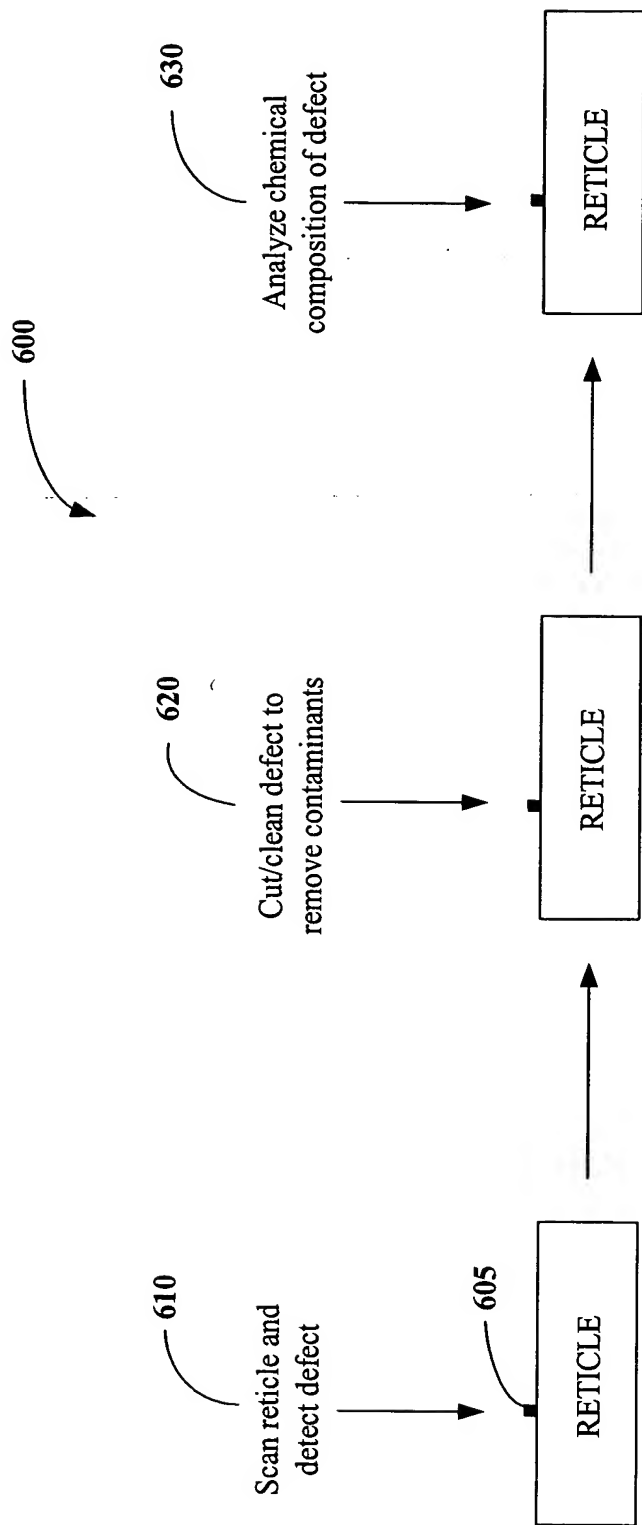 600
610
Scan reticle and
detect defect
605
RETICLE
620
Cut/clean defect to
remove contaminants
RETICLE
630
Analyze chemical
composition of defect
RETICLE